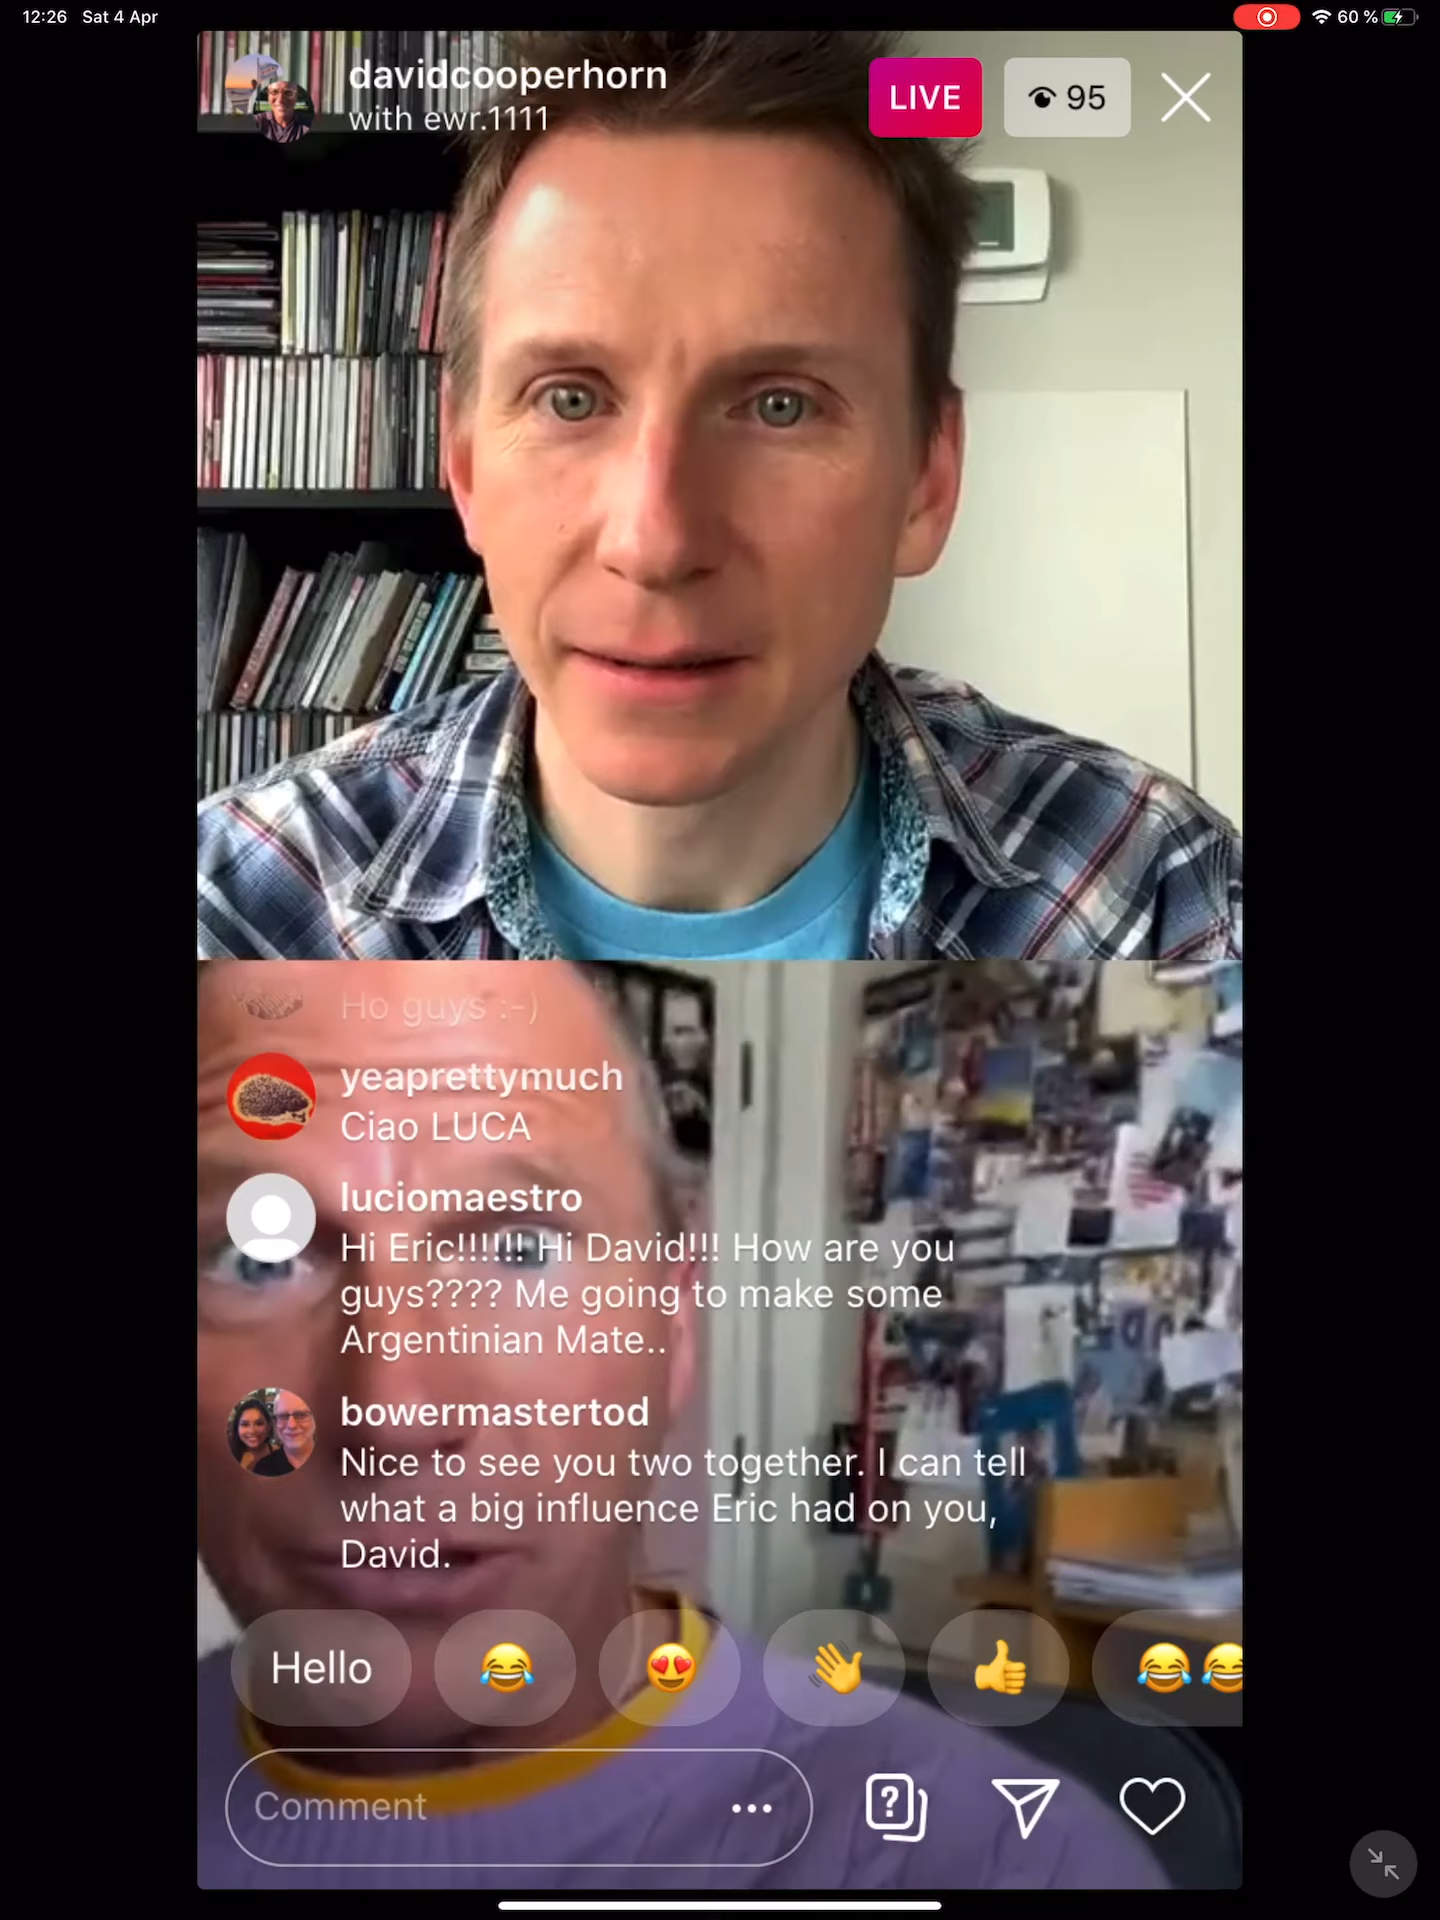 12:26 Sat 4 Apr
60 %
davidcooperhorn
with ewr.1111
LIVE
95
Ho guys :-)
yeaprettymuch
Ciao LUCA
luciomaestro
Hi Eric!!!!!! Hi David!!! How are you
guys???? Me going to make some
Argentinian Mate..
bowermastertod
Nice to see you two together. I can tell
what a big influence Eric had on you,
David.
Hello
Comment